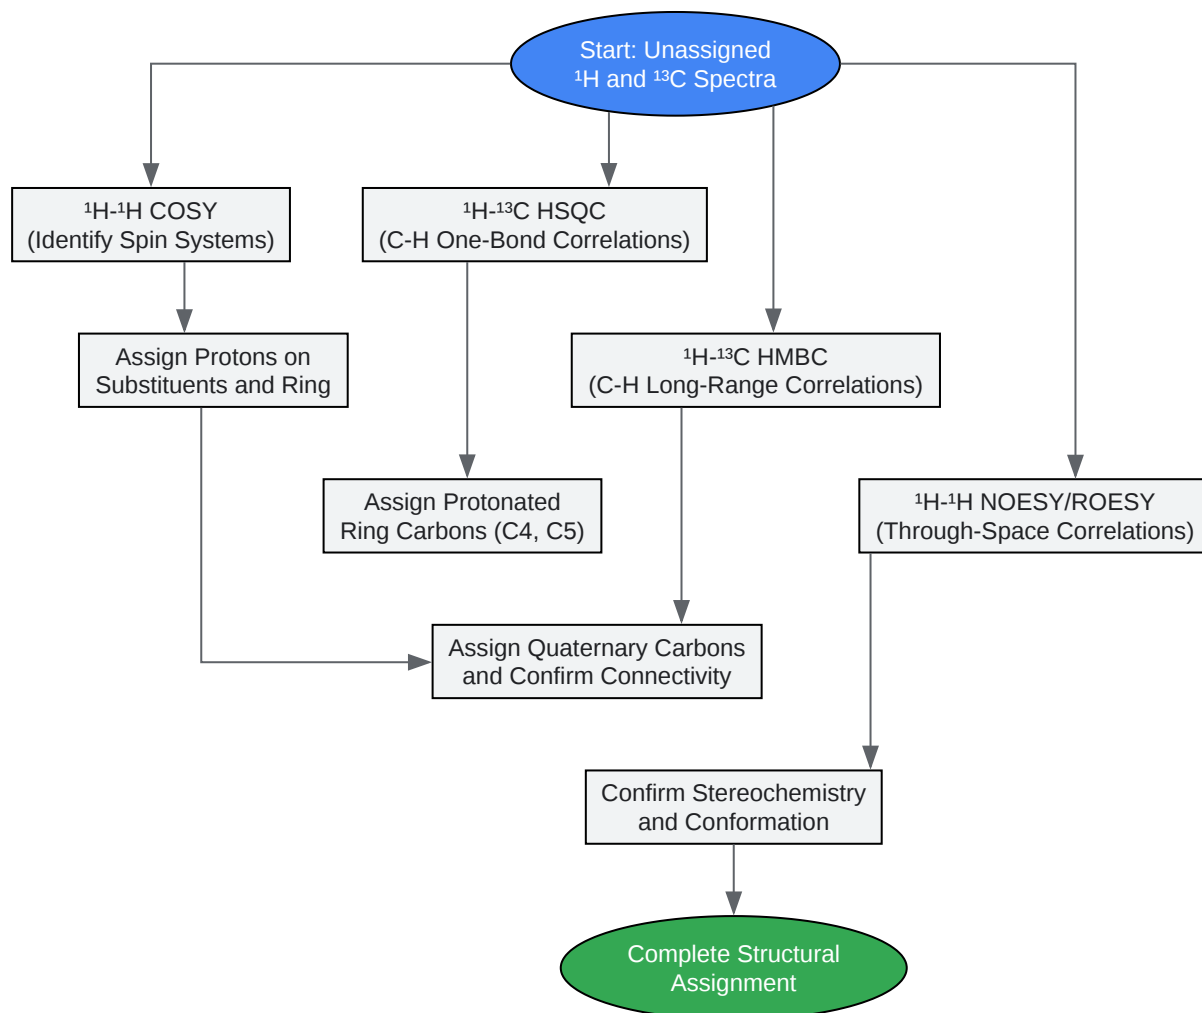 Start: Unassigned
¹H and ¹³C Spectra
¹H-¹H COSY
(Identify Spin Systems)
¹H-¹³C HSQC
(C-H One-Bond Correlations)
Assign Protons on
Substituents and Ring
¹H-¹³C HMBC
(C-H Long-Range Correlations)
Assign Protonated
Ring Carbons (C4, C5)
¹H-¹H NOESY/ROESY
(Through-Space Correlations)
Assign Quaternary Carbons
and Confirm Connectivity
Confirm Stereochemistry
and Conformation
Complete Structural
Assignment